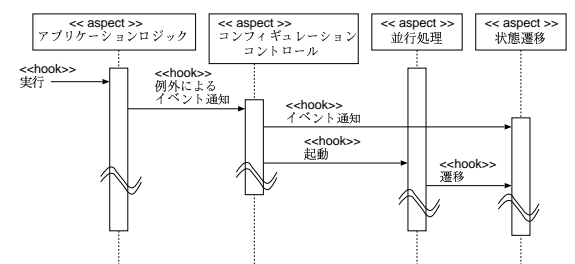 << aspect >>
アプリケーションロジック
<< aspect >>
コンフィギュレーション
コントロール
<< aspect >>
並行処理
<< aspect >>
状態遷移
<<hook>>
実行
<<hook>>
例外による
イベント通知
<<hook>>
イベント通知
<<hook>>
起動
<<hook>>
遷移